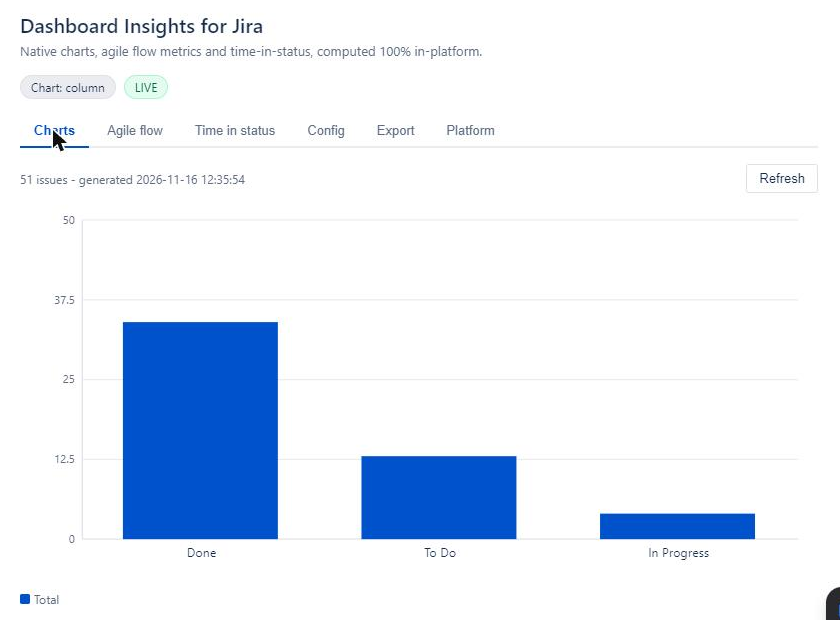 Dashboard Insights for Jira
Native charts, agile flow metrics and time-in-status, computed 100% in-platform.
Chart: column LIVE
Charts Agile flow Time in status Config Export Platform
51 issues - generated 2026-11-16 12:35:54 Refresh
50
37.5
25
12.5
0
Done To Do In Progress
Total